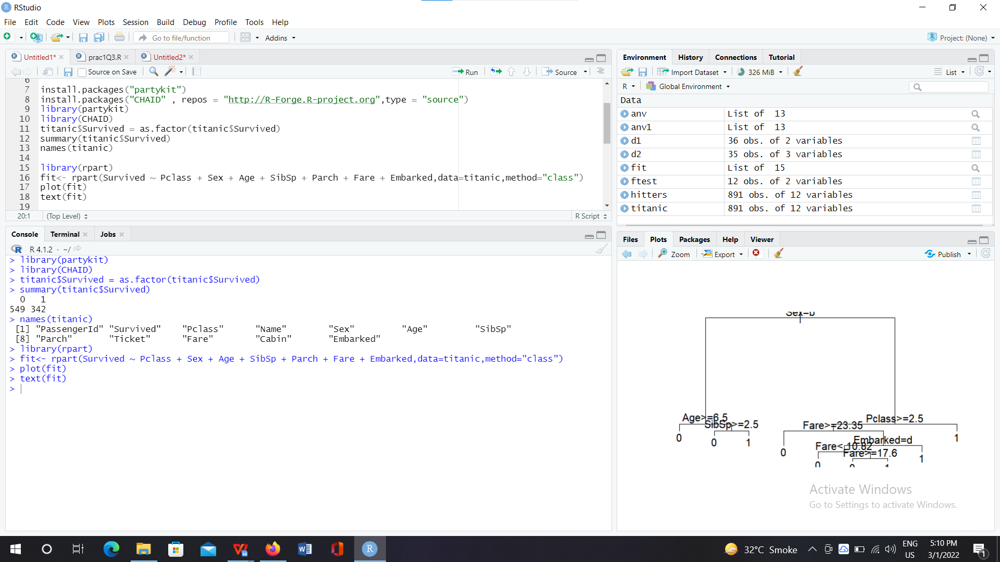 RStudio
File Edit Code View Plots Session Build Debug Profile Tools Help
Go to file/function Addins Project: (None)
Untitled1* prac1Q3.R Untitled2*
Source on Save Run Source
6
7 install.packages("partykit")
8 install.packages("CHAID" , repos = "http://R-Forge.R-project.org",type = "source")
9 library(partykit)
10 library(CHAID)
11 titanic$Survived = as.factor(titanic$Survived)
12 summary(titanic$Survived)
13 names(titanic)
14
15 library(rpart)
16 fit<- rpart(Survived ~ Pclass + Sex + Age + SibSp + Parch + Fare + Embarked,data=titanic,method="class")
17 plot(fit)
18 text(fit)
19
20:1 (Top Level) R Script
Console Terminal Jobs
R 4.1.2 · ~/
> library(partykit)
> library(CHAID)
> titanic$Survived = as.factor(titanic$Survived)
> summary(titanic$Survived)
0 1
549 342
> names(titanic)
[1] "PassengerId" "Survived" "Pclass" "Name" "Sex" "Age" "SibSp"
[8] "Parch" "Ticket" "Fare" "Cabin" "Embarked"
> library(rpart)
> fit<- rpart(Survived ~ Pclass + Sex + Age + SibSp + Parch + Fare + Embarked,data=titanic,method="class")
> plot(fit)
> text(fit)
>
Environment History Connections Tutorial
Import Dataset 326 MiB List
R Global Environment
Data
anv List of 13
anv1 List of 13
d1 36 obs. of 2 variables
d2 35 obs. of 3 variables
fit List of 15
ftest 12 obs. of 2 variables
hitters 891 obs. of 12 variables
titanic 891 obs. of 12 variables
Files Plots Packages Help Viewer
Zoom Export Publish
Sex=b
Age>=6.5
SibSp>=2.5
Pclass>=2.5
Fare>=23.35
Embarked=d
Fare< 10.82
Fare>=17.6
0
0 1
0
0
0 1
1
1
Activate Windows
Go to Settings to activate Windows.
32°C Smoke
ENG
US
5:10 PM
3/1/2022
1